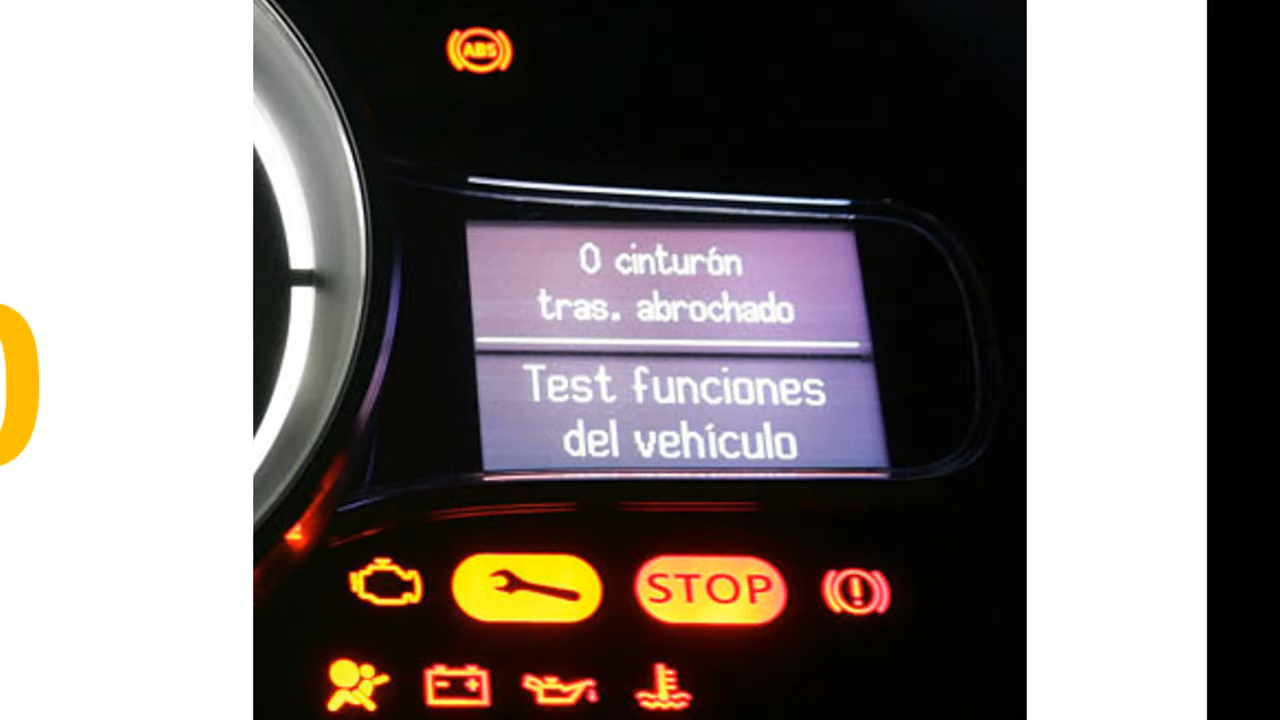 ABS
0 cinturón
tras. abrochado
Test funciones
del vehículo
STOP